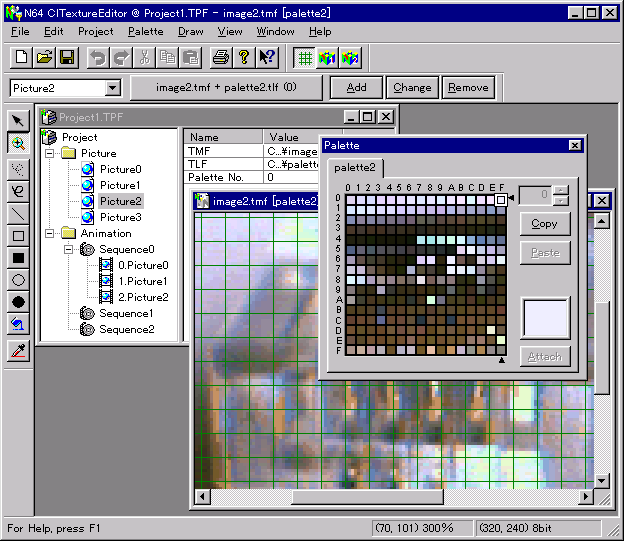 N64 CITextureEditor @ Project1.TPF - image2.tmf [palette2]
File Edit Project Palette Draw View Window Help
Picture2 image2.tmf + palette2.tlf (0) Add Change Remove
Project1.TPF
Project
Picture
Picture0
Picture1
Picture2
Picture3
Animation
Sequence0
0.Picture0
1.Picture1
2.Picture2
Sequence1
Sequence2
Name Value
TMF C...\image
TLF C...\palette
Palette No. 0
image2.tmf [palette2]
Palette
palette2
0 1 2 3 4 5 6 7 8 9 A B C D E F
0
1
2
3
4
5
6
7
8
9
A
B
C
D
E
F
0
Copy
Paste
Attach
For Help, press F1 (70, 101) 300% (320, 240) 8bit